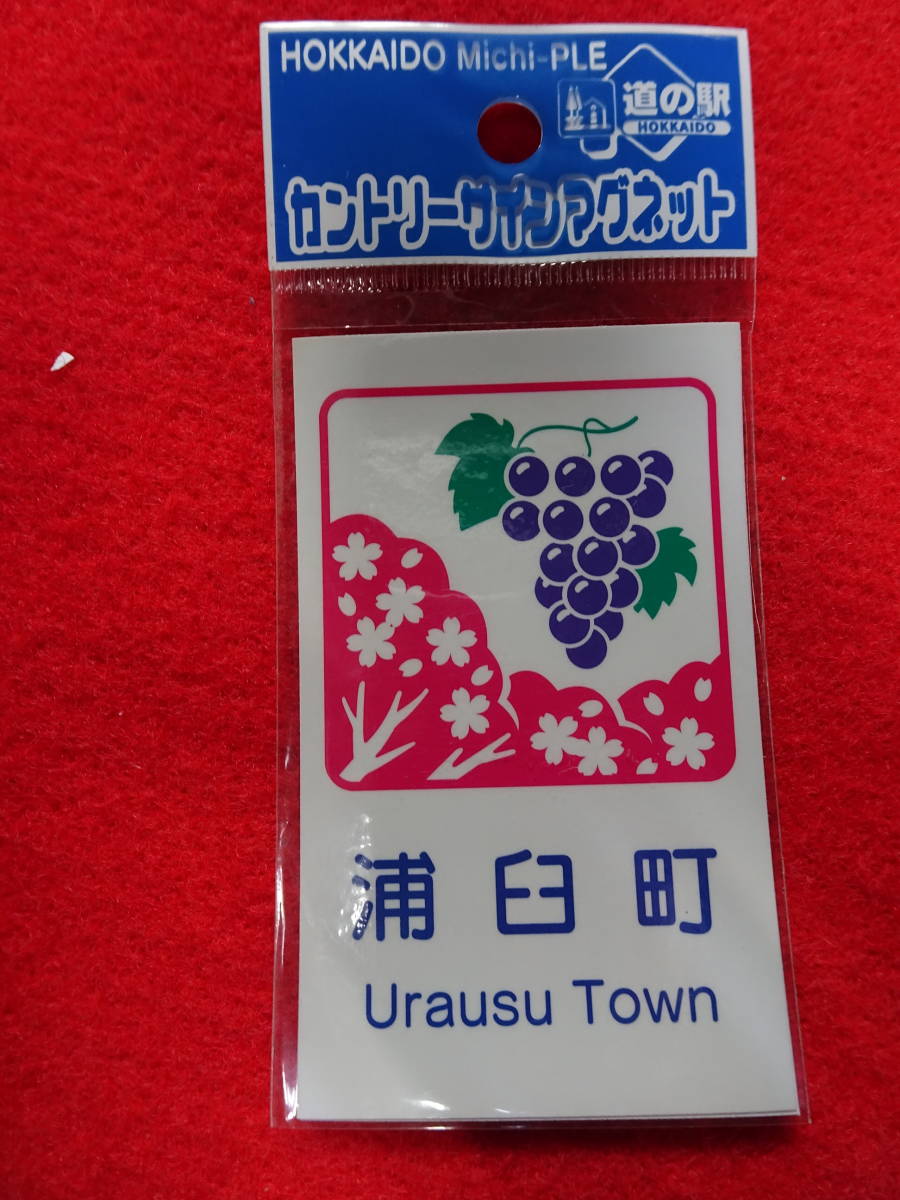 HOKKAIDO Michi-PLE
道の駅
HOKKAIDO
カントリーサインマグネット
浦臼町
Urausu Town